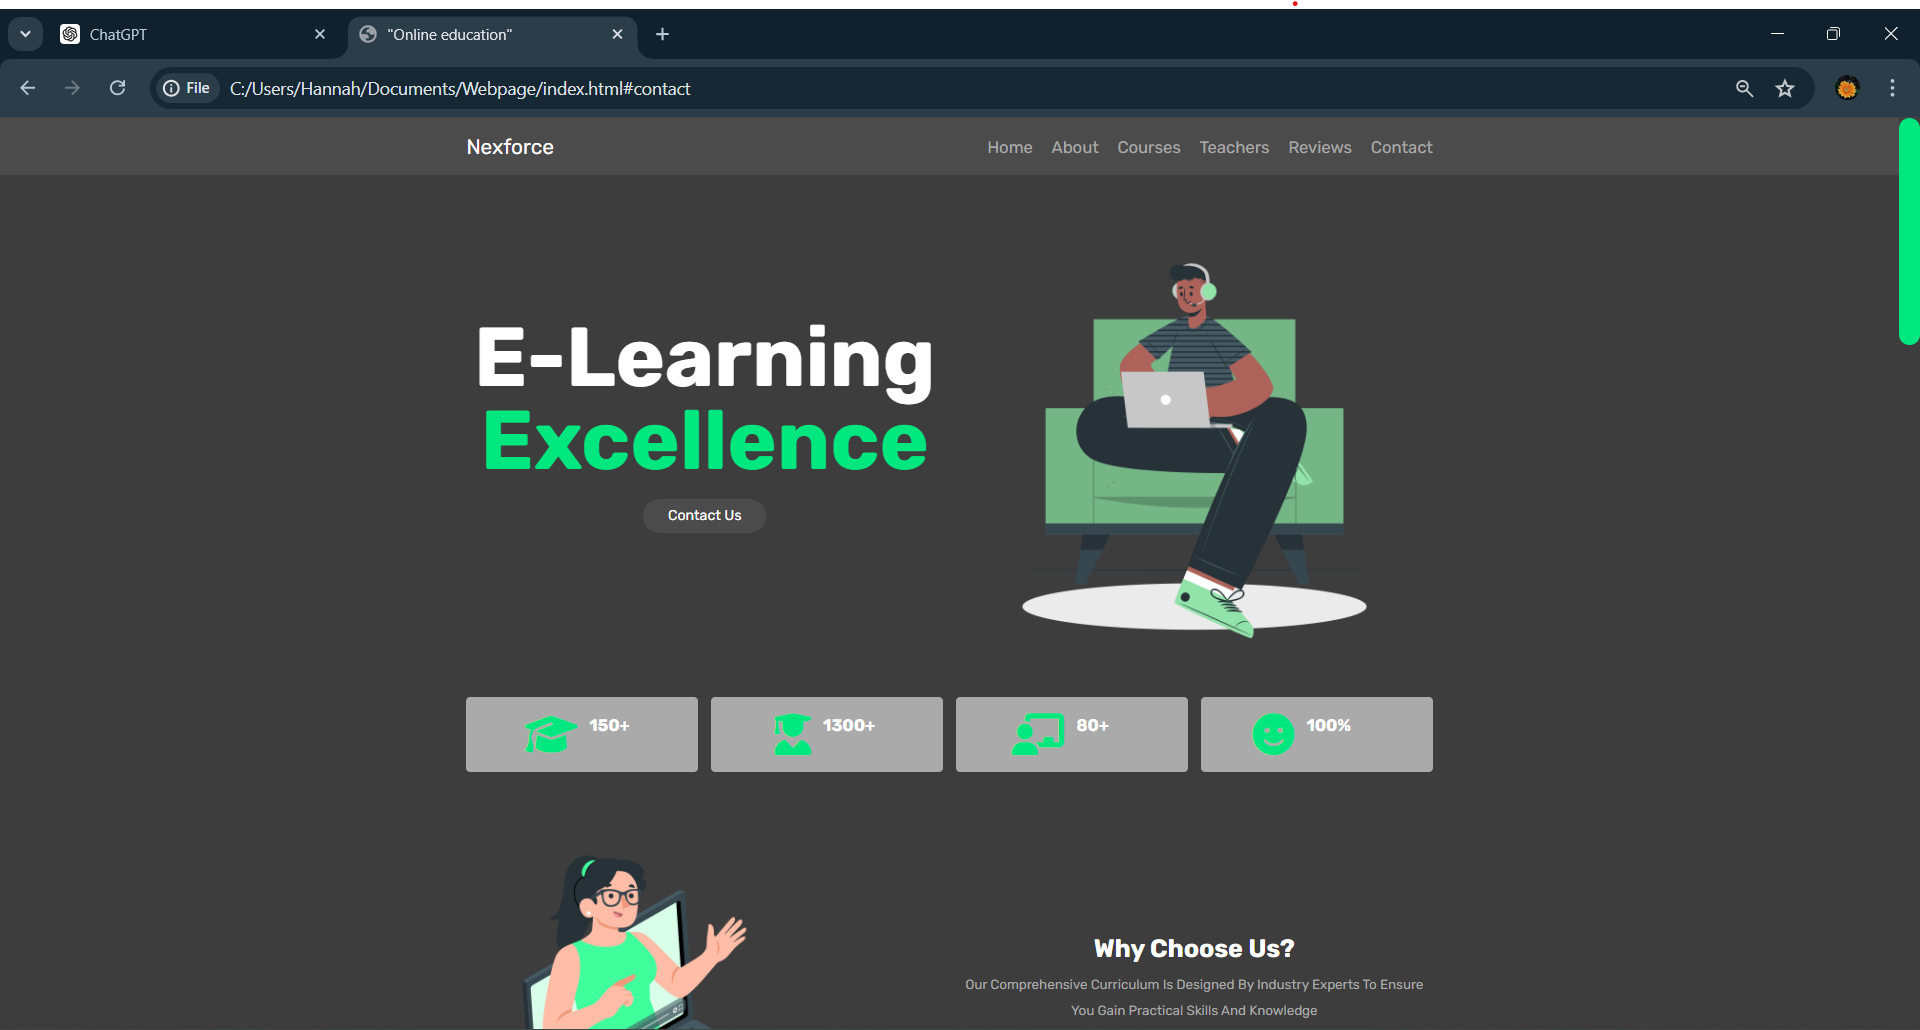 ChatGPT
"Online education"
File C:/Users/Hannah/Documents/Webpage/index.html#contact
Nexforce Home About Courses Teachers Reviews Contact
E-Learning
Excellence
Contact Us
150+ 1300+ 80+ 100%
Why Choose Us?
Our Comprehensive Curriculum Is Designed By Industry Experts To Ensure
You Gain Practical Skills And Knowledge